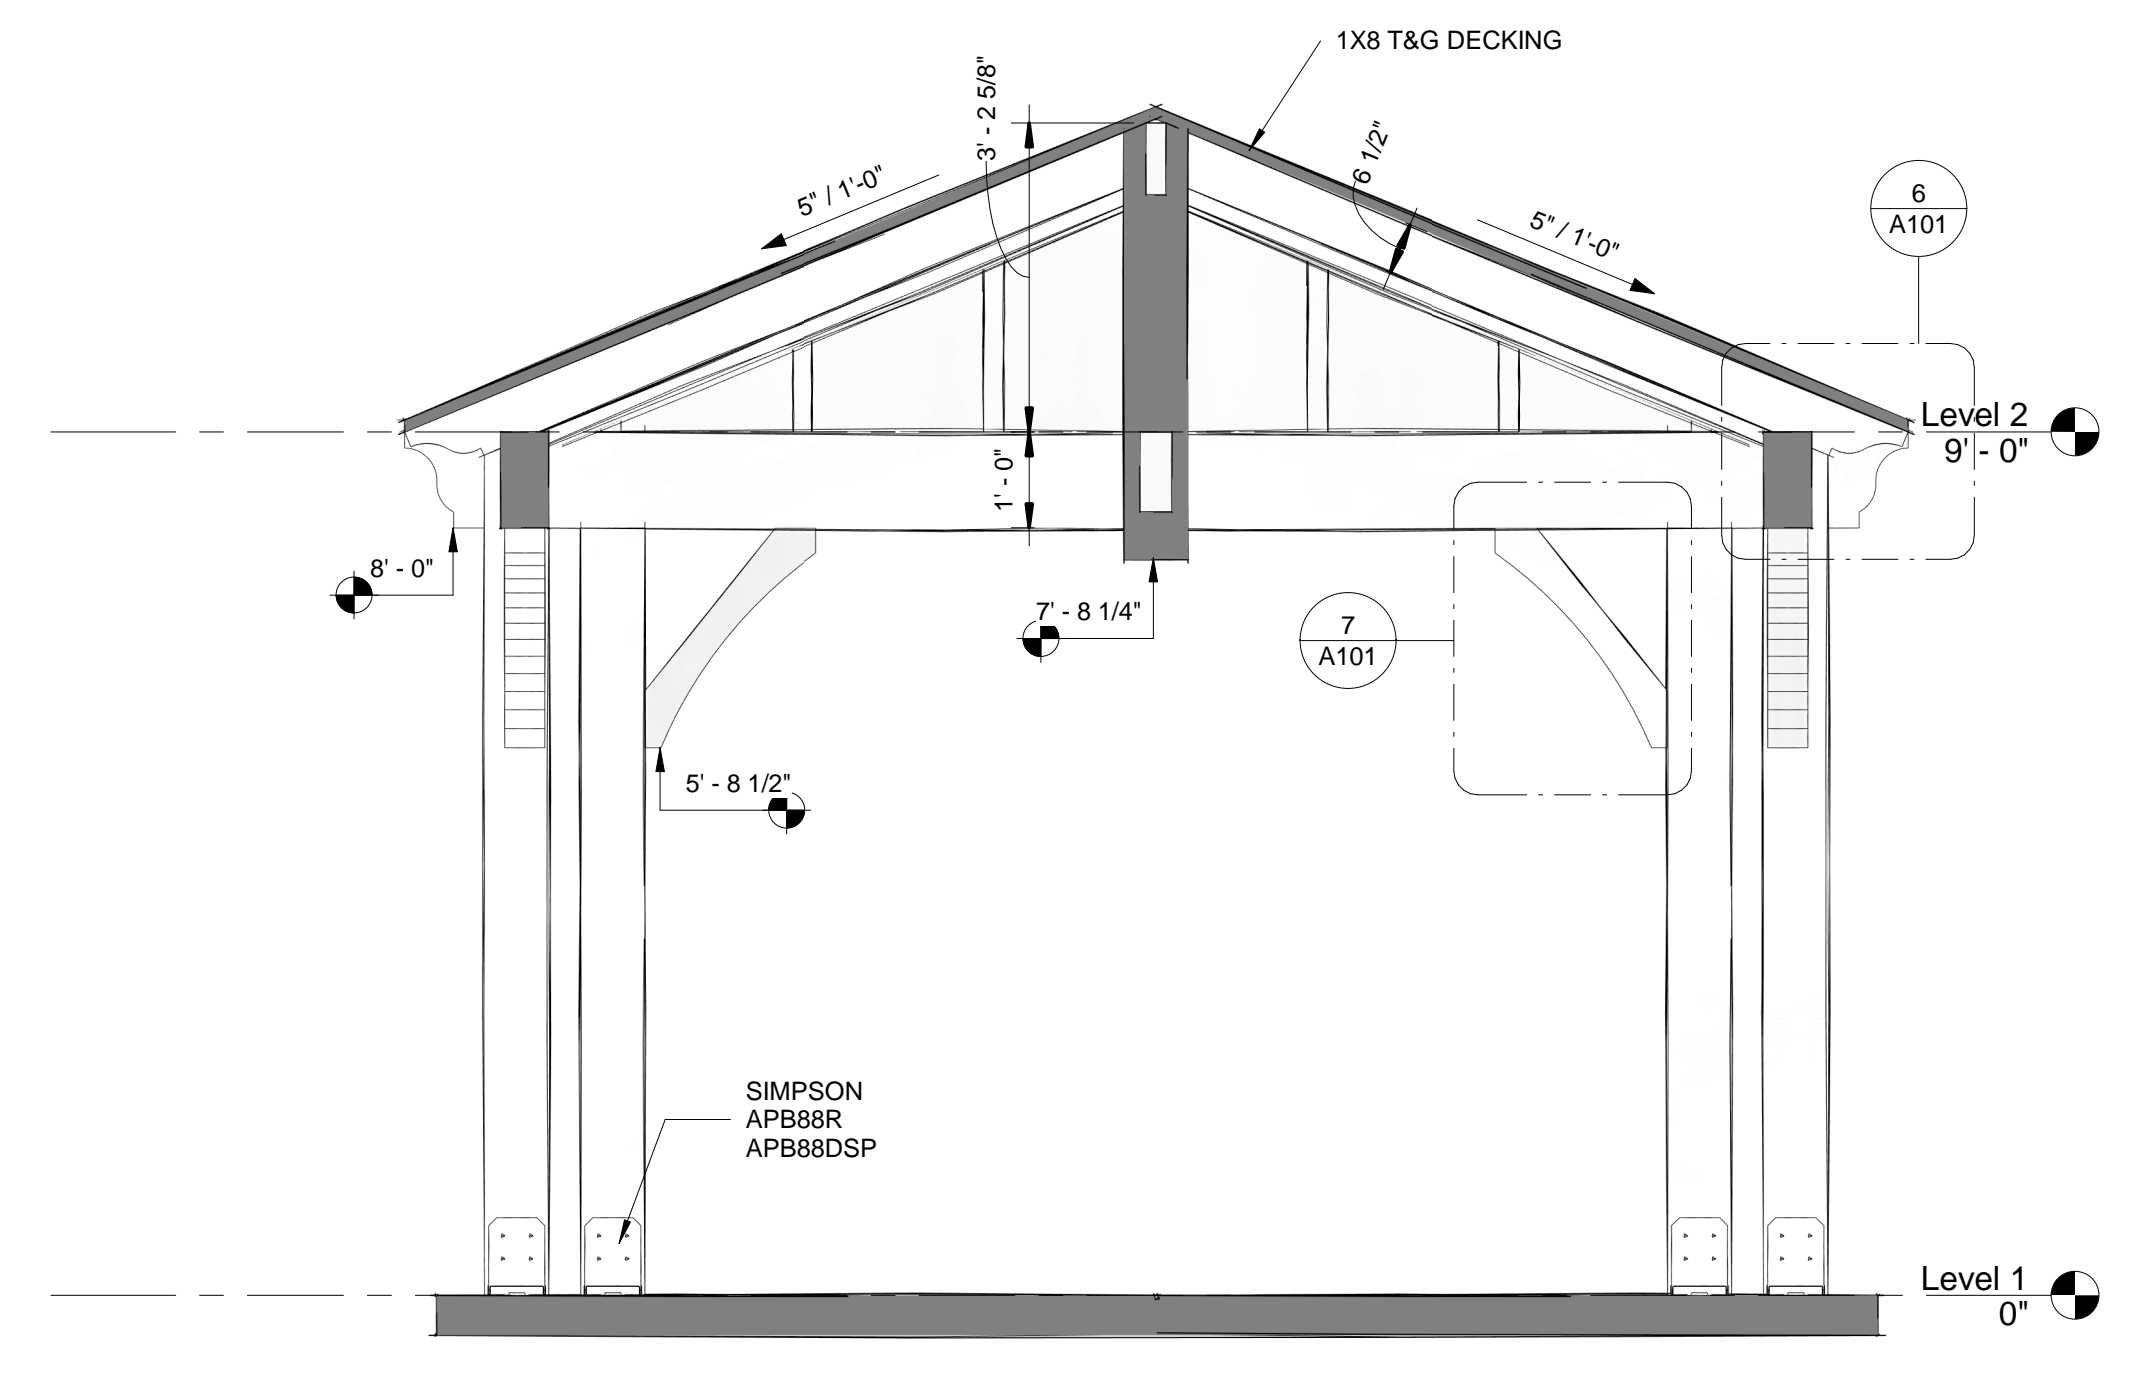 1X8 T&G DECKING
3' - 2 5/8"
6 1/2"
5" / 1'-0"
5" / 1'-0"
6
A101
Level 2
9' - 0"
1' - 0"
8' - 0"
7' - 8 1/4"
7
A101
5' - 8 1/2"
SIMPSON
APB88R
APB88DSP
Level 1
0"